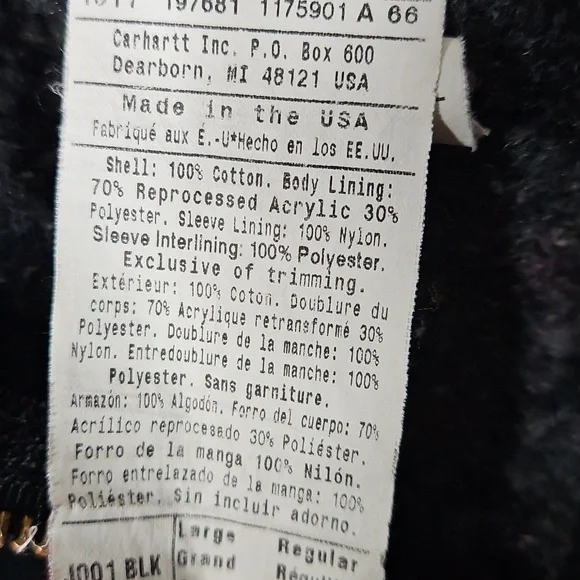 197681 1175901 A 66
Carhartt Inc. P.O. Box 600
Dearborn, MI 48121 USA
Made in the USA
Fabriqué aux É.-U*Hecho en los EE.UU.
Shell: 100% Cotton. Body Lining:
70% Reprocessed Acrylic 30%
Polyester. Sleeve Lining: 100% Nylon.
Sleeve Interlining: 100% Polyester.
Exclusive of trimming.
Extérieur: 100% Coton. Doublure du
corps: 70% Acrylique retransformé 30%
Polyester. Doublure de la manche: 100%
Nylon. Entredoublure de la manche: 100%
Polyester. Sans garniture.
Armazón: 100% Algodón. Forro del cuerpo: 70%
Acrílico reprocesado 30% Poliéster.
Forro de la manga 100% Nilón.
Forro entrelazado de la manga: 100%
Poliéster. Sin incluir adorno.
J001 BLK
Large
Grand
Regular